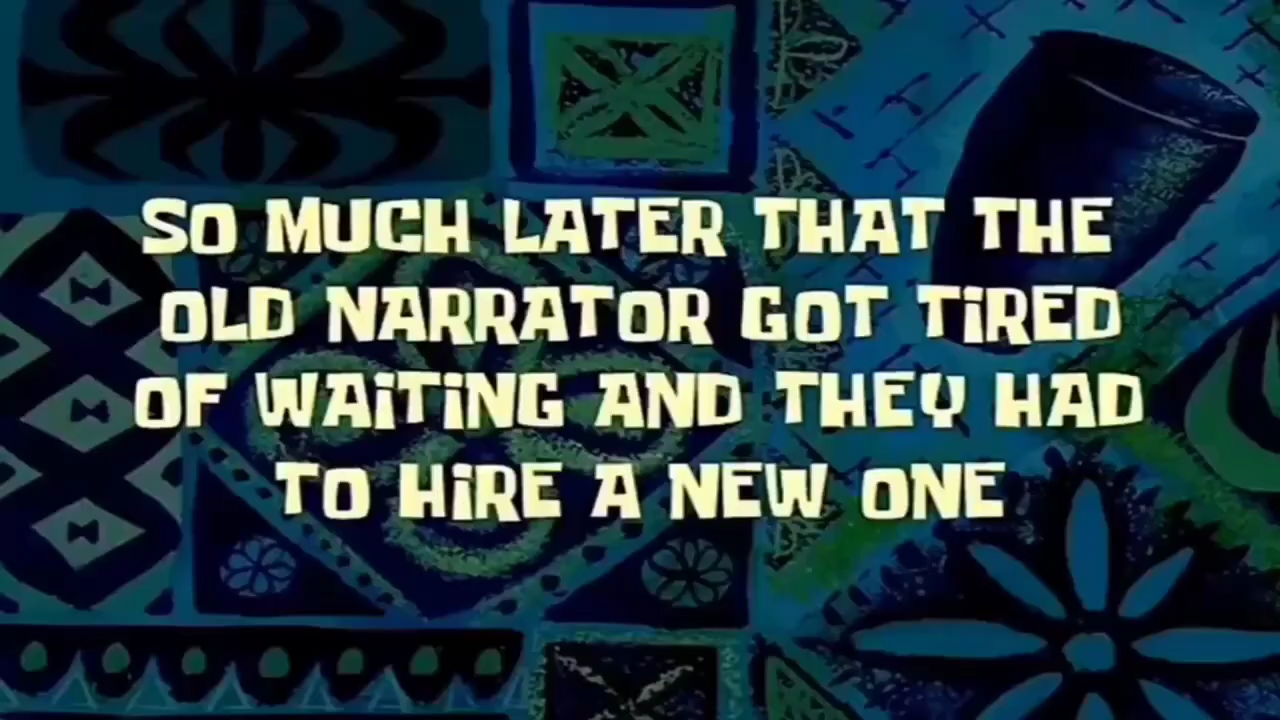 SO MUCH LATER THAT THE
OLD NARRATOR GOT TiRED
OF WAiTiNG AND THEY HAD
TO HiRE A NEW ONE